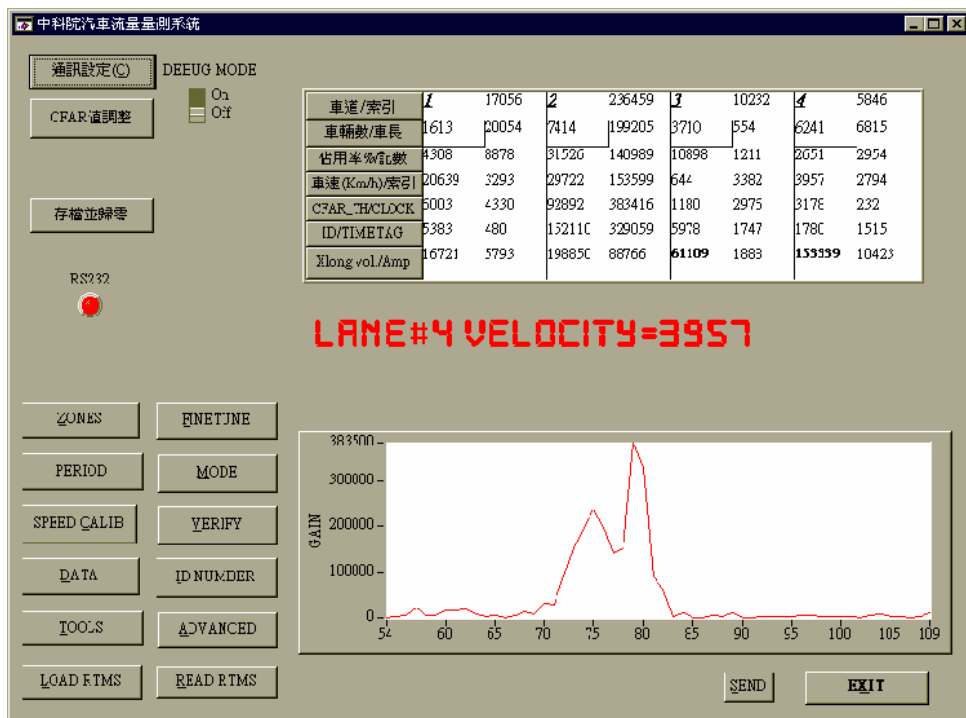 中科院汽車流量量測系統
通訊設定(C) DEEUG MODE
On
Off
CFAR值調整
存檔並歸零
RS232
車道/索引 1 17056 2 236459 3 10232 4 5846
車輛數/車長 1613 20054 7414 199205 3710 554 6241 6815
佔用率%/記數 4308 8878 31526 140989 10898 1211 2651 2954
車速(Km/h)/索引 20639 3293 29722 153599 644 3382 3957 2794
CFAR_TH/CLOCK 5003 4330 92892 383416 1180 2975 3178 232
ID/TIMETAG 5383 480 15211C 329059 5978 1747 1780 1515
Xlong vol./Amp 16721 5793 19885C 88766 61109 1883 153339 10423
LANE#4 VELOCITY=3957
ZONES FINETUNE
PERIOD MODE
SPEED CALIB VERIFY
DATA ID NUMDER
TOOLS ADVANCED
LOAD RTMS READ RTMS
GAIN
383500
300000
200000
100000
0
54 60 65 70 75 80 85 90 95 100 105 109
SEND EXIT